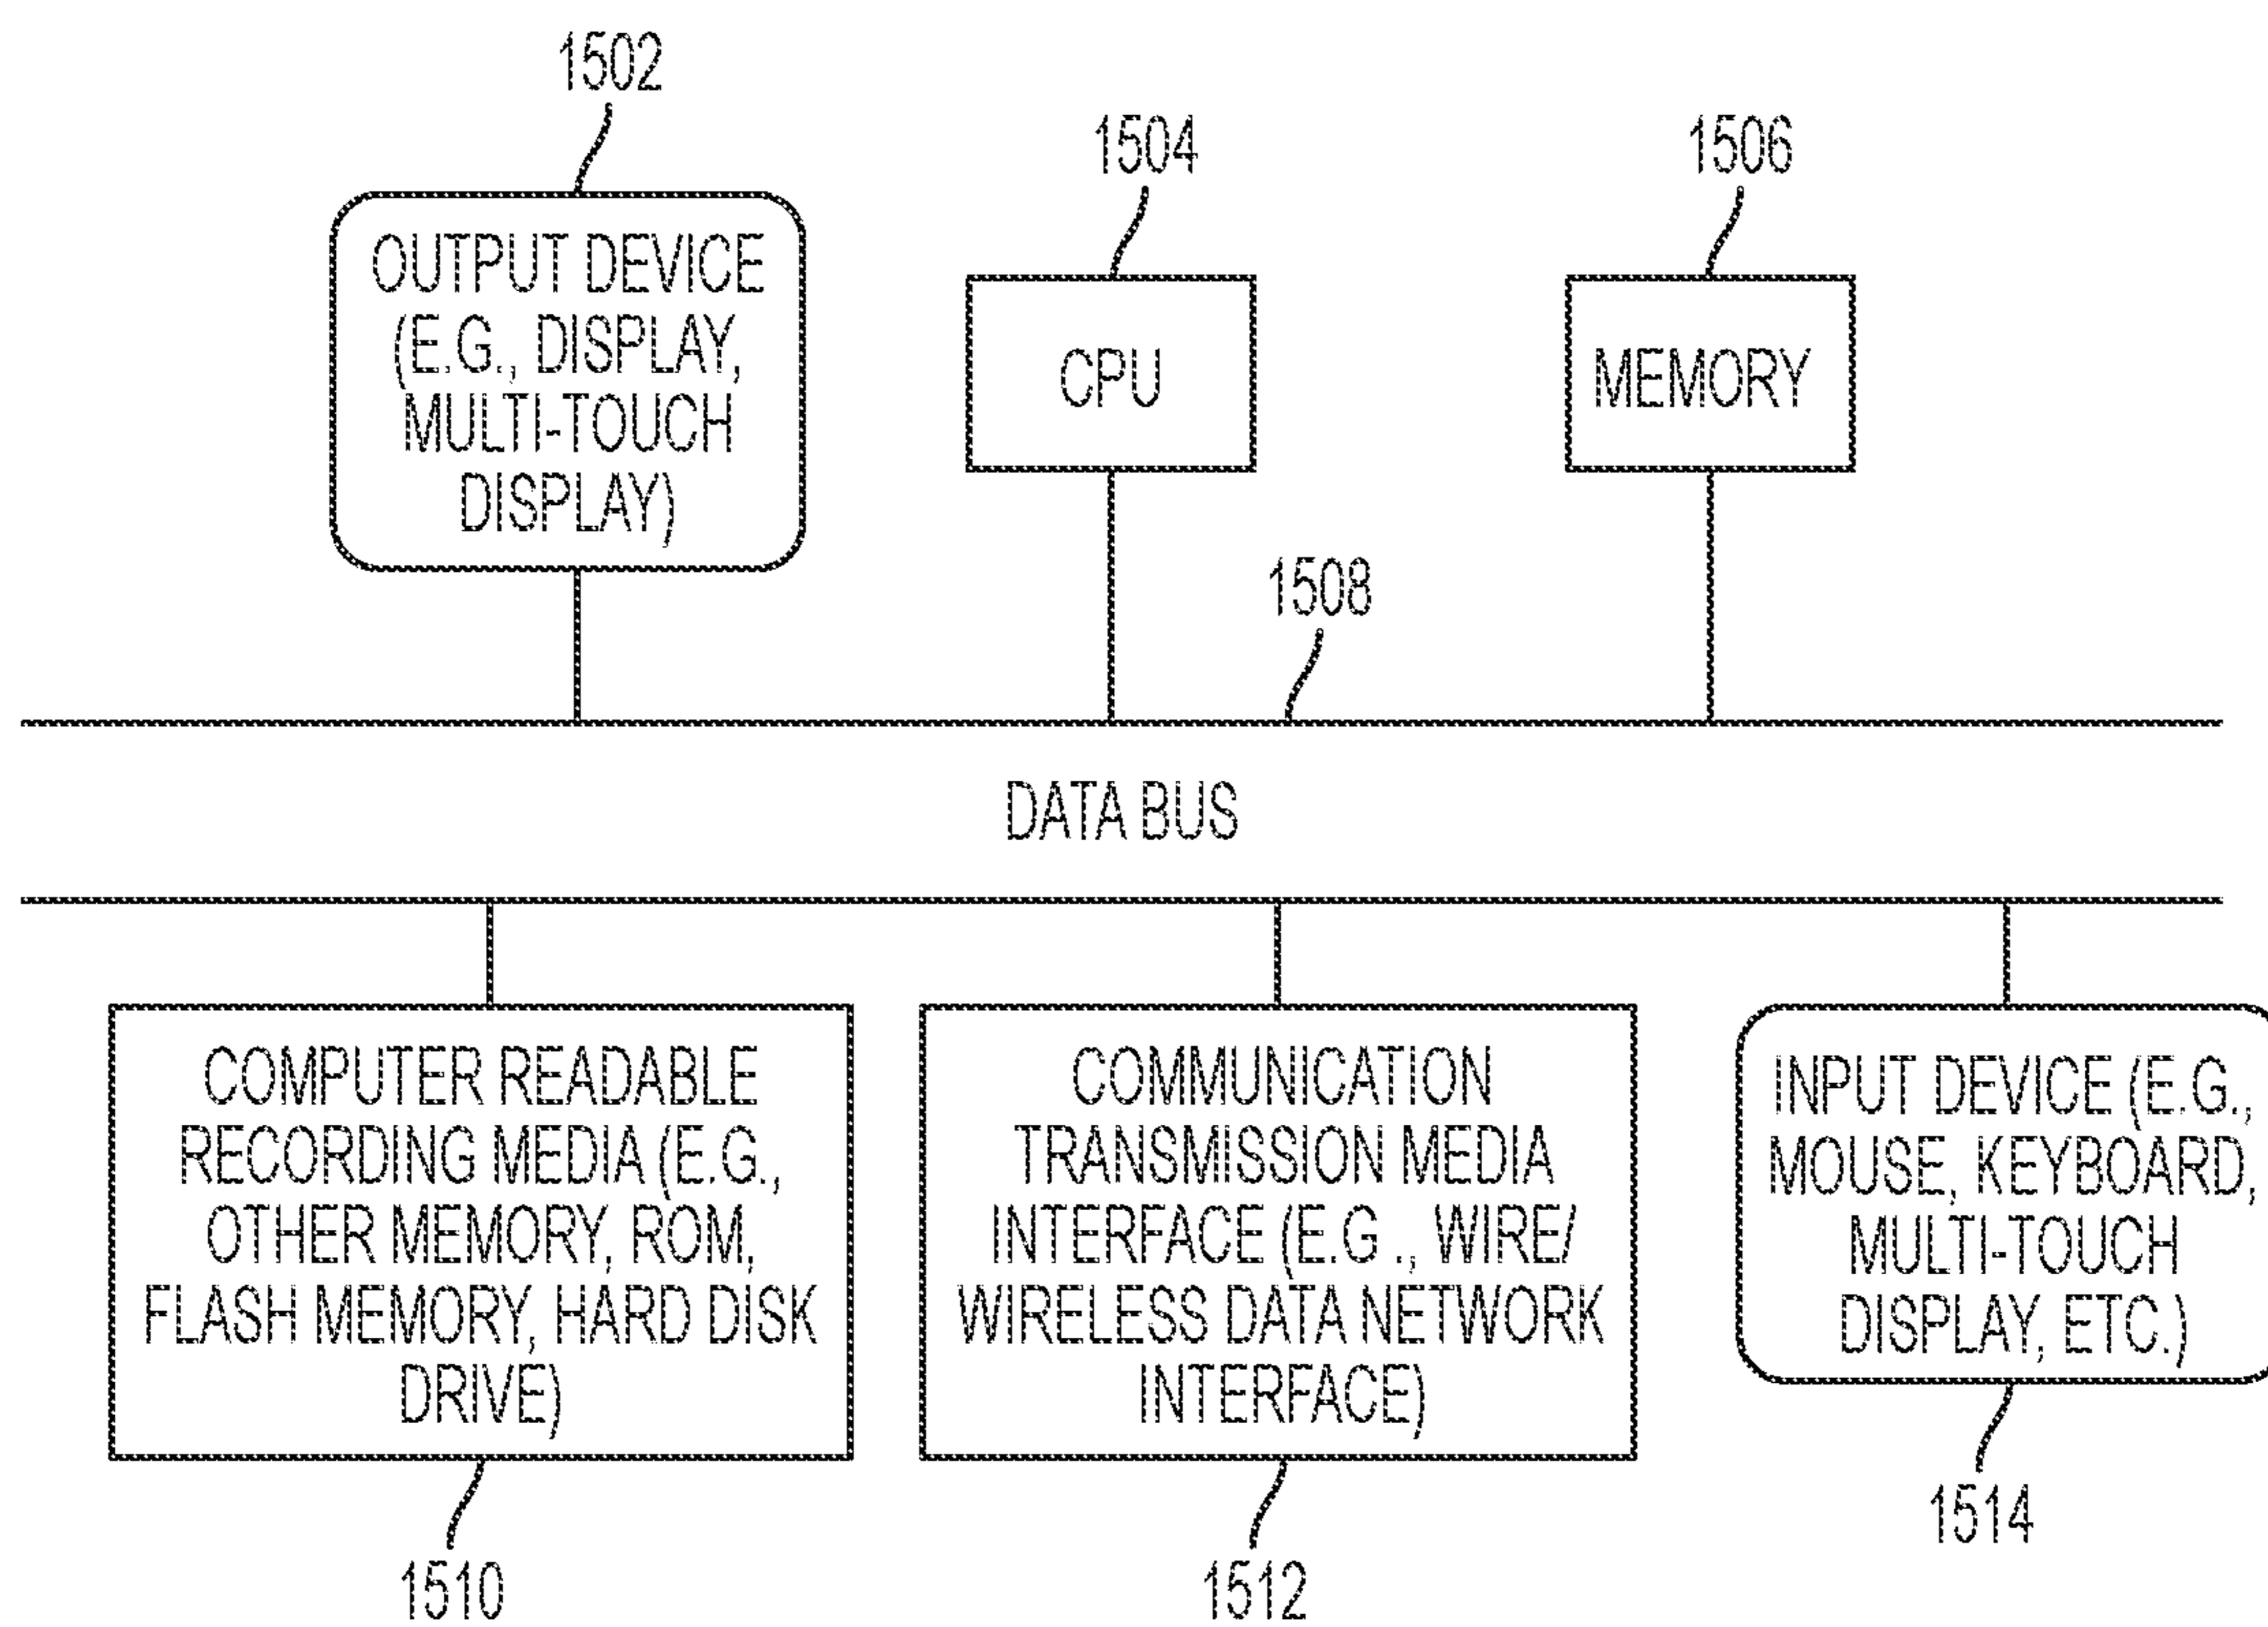 1502
OUTPUT DEVICE
(E.G., DISPLAY,
MULTI-TOUCH
DISPLAY)
1504
CPU
1506
MEMORY
1508
DATA BUS
COMPUTER READABLE
RECORDING MEDIA (E.G.,
OTHER MEMORY, ROM,
FLASH MEMORY, HARD DISK
DRIVE)
1510
COMMUNICATION
TRANSMISSION MEDIA
INTERFACE (E.G ., WIRE/
WIRELESS DATA NETWORK
INTERFACE)
1512
INPUT DEVICE (E.G.,
MOUSE, KEYBOARD,
MULTI-TOUCH
DISPLAY, ETC.)
1514